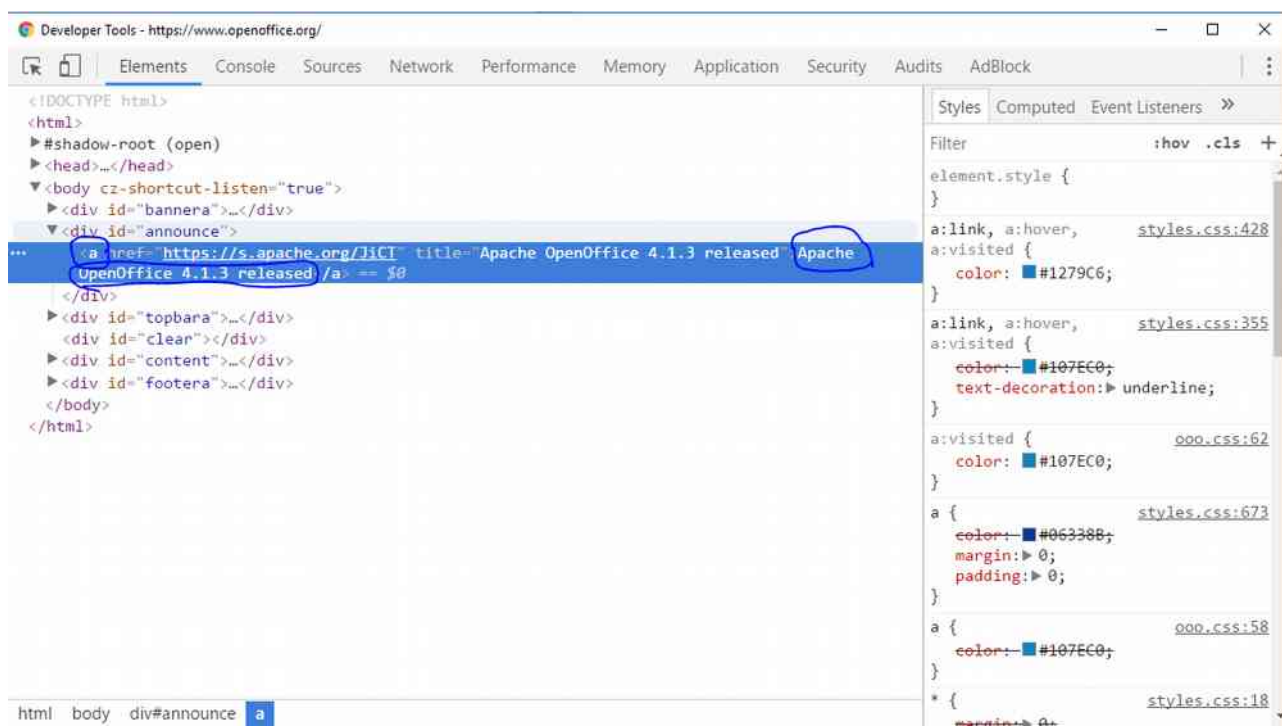 Developer Tools - https://www.openoffice.org/
Elements Console Sources Network Performance Memory Application Security Audits AdBlock
<!DOCTYPE html>
<html>
▶#shadow-root (open)
▶<head>…</head>
▼<body cz-shortcut-listen="true">
▶<div id="bannera">…</div>
▼<div id="announce">
<a href="https://s.apache.org/JiCT" title="Apache OpenOffice 4.1.3 released">Apache
OpenOffice 4.1.3 released</a> == $0
</div>
▶<div id="topbara">…</div>
<div id="clear"></div>
▶<div id="content">…</div>
▶<div id="footera">…</div>
</body>
</html>
html body div#announce a
Styles Computed Event Listeners »
Filter :hov .cls +
element.style {
}
a:link, a:hover, styles.css:428
a:visited {
color: #1279C6;
}
a:link, a:hover, styles.css:355
a:visited {
color: #107EC0;
text-decoration:▶ underline;
}
a:visited { ooo.css:62
color: #107EC0;
}
a { styles.css:673
color: #06338B;
margin:▶ 0;
padding:▶ 0;
}
a { ooo.css:58
color: #107EC0;
}
* { styles.css:18
margin:▶ 0;